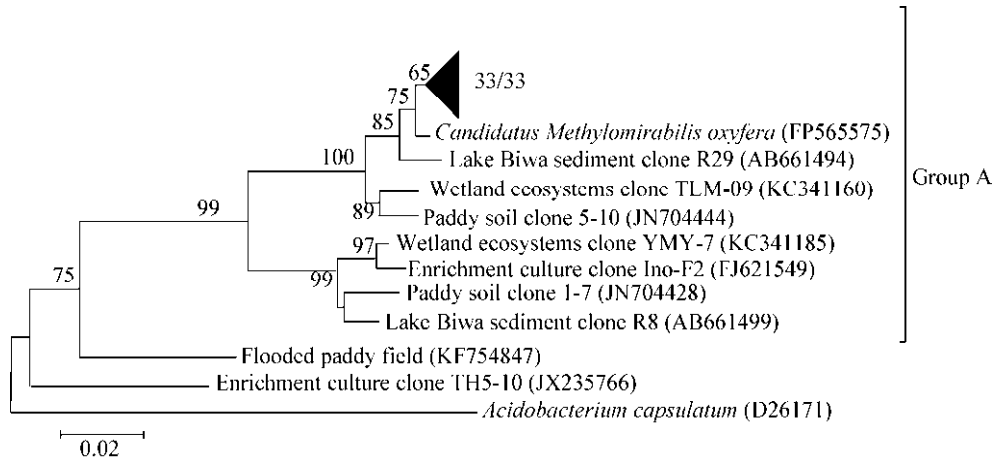 65
33/33
75
85
Candidatus Methylomirabilis oxyfera (FP565575)
100
Lake Biwa sediment clone R29 (AB661494)
Group A
Wetland ecosystems clone TLM-09 (KC341160)
99
89
Paddy soil clone 5-10 (JN704444)
97
Wetland ecosystems clone YMY-7 (KC341185)
75
99
Enrichment culture clone Ino-F2 (FJ621549)
Paddy soil clone 1-7 (JN704428)
Lake Biwa sediment clone R8 (AB661499)
Flooded paddy field (KF754847)
Enrichment culture clone TH5-10 (JX235766)
Acidobacterium capsulatum (D26171)
0.02